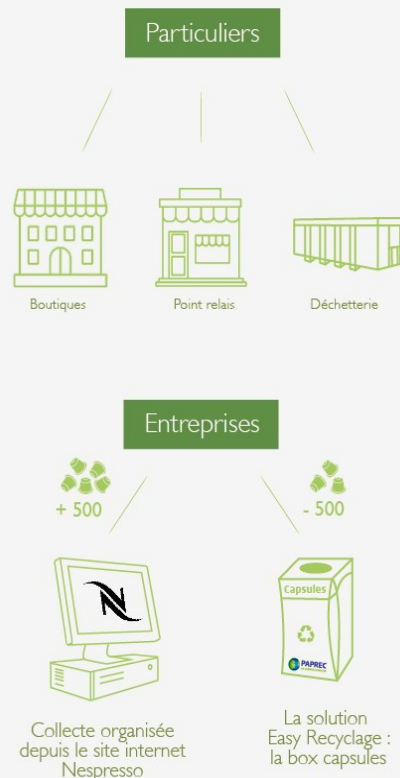 Particuliers
Boutiques
Point relais
Déchetterie
Entreprises
+ 500
- 500
N
Capsules
PAPREC
Collecte organisée
depuis le site internet
Nespresso
La solution
Easy Recyclage :
la box capsules